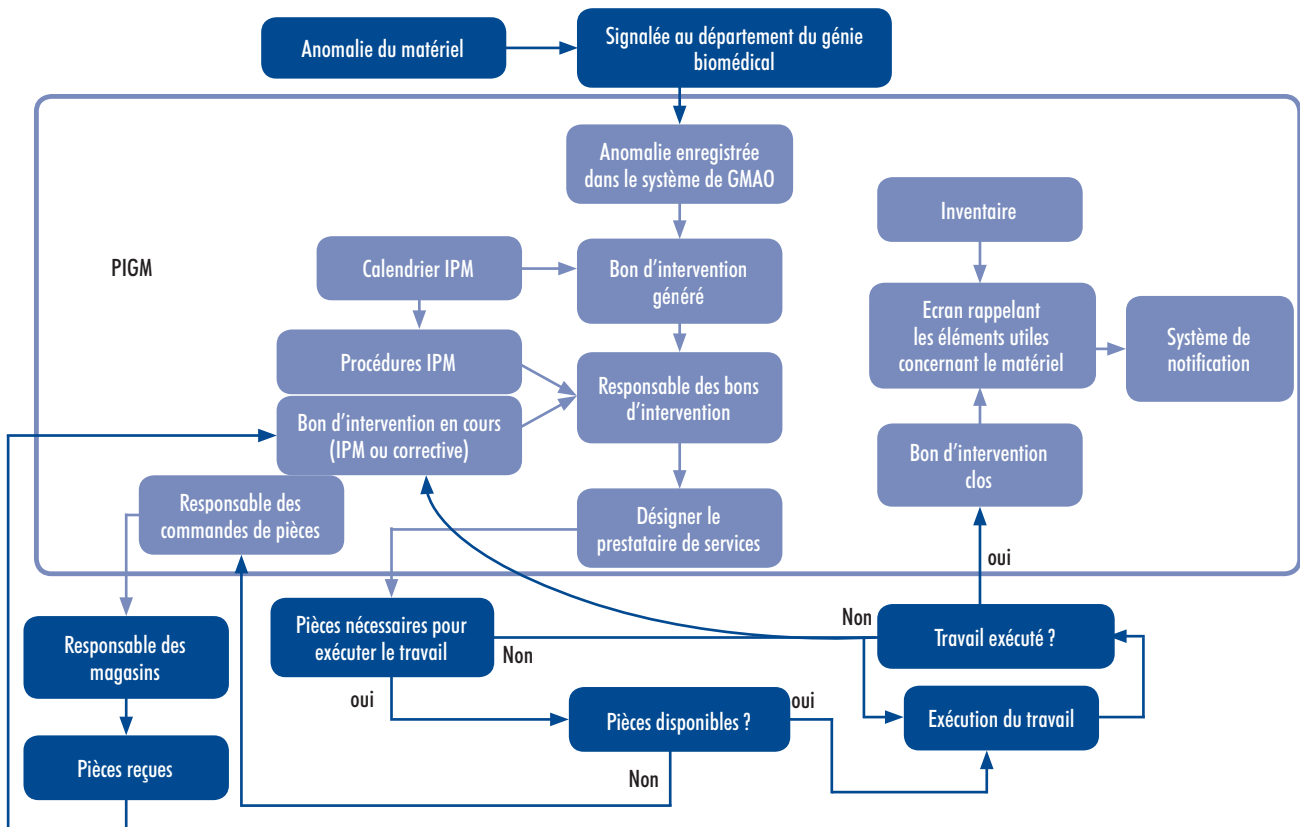 Anomalie du matériel
Signalée au département du génie
biomédical
Anomalie enregistrée
dans le système de GMAO
Inventaire
PIGM
Calendrier IPM
Bon d’intervention
généré
Ecran rappelant
les éléments utiles
concernant le matériel
Système de
notification
Procédures IPM
Responsable des bons
d’intervention
Bon d’intervention en cours
(IPM ou corrective)
Bon d’intervention
clos
Responsable des
commandes de pièces
Désigner le
prestataire de services
oui
Pièces nécessaires pour
exécuter le travail
Non
Non
Travail exécuté ?
Responsable des
magasins
oui
Pièces disponibles ?
oui
Exécution du travail
Pièces reçues
Non